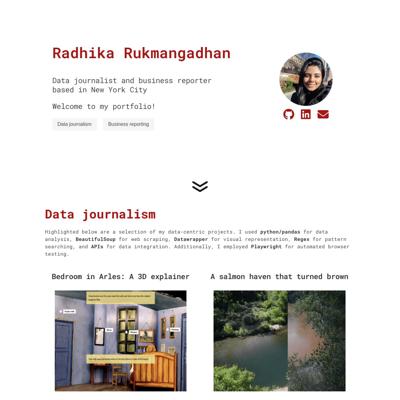 Radhika Rukmangadhan
Data journalist and business reporter
based in New York City
Welcome to my portfolio!
Data journalism
Business reporting
Data journalism
Highlighted below are a selection of my data-centric projects. I used python/pandas for data
analysis, BeautifulSoup for web scraping, Datawrapper for visual representation, Regex for pattern
searching, and APIs for data integration. Additionally, I employed Playwright for automated browser
testing.
Bedroom in Arles: A 3D explainer
A salmon haven that turned brown